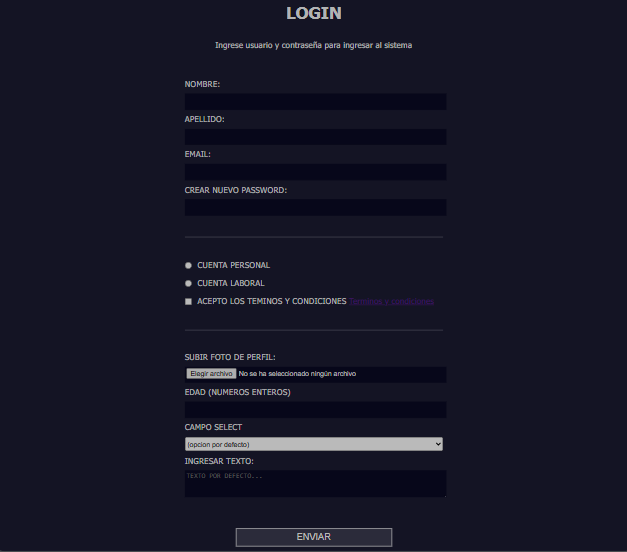 LOGIN
Ingrese usuario y contraseña para ingresar al sistema
NOMBRE:
APELLIDO:
EMAIL:
CREAR NUEVO PASSWORD:
CUENTA PERSONAL
CUENTA LABORAL
ACEPTO LOS TEMINOS Y CONDICIONES Terminos y condiciones
SUBIR FOTO DE PERFIL:
Elegir archivo No se ha seleccionado ningún archivo
EDAD (NUMEROS ENTEROS)
CAMPO SELECT
(opcion por defecto)
INGRESAR TEXTO:
TEXTO POR DEFECTO...
ENVIAR